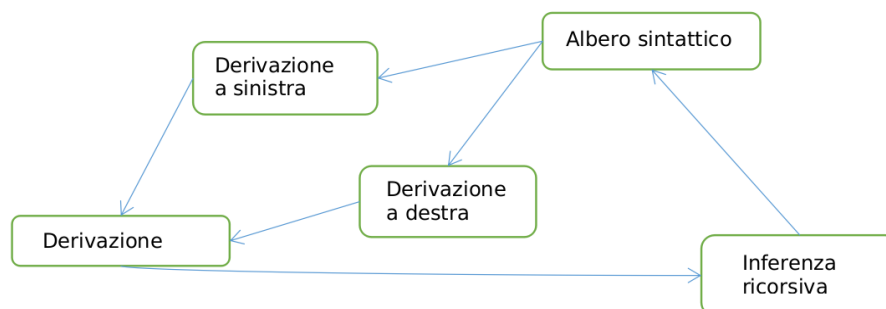 Albero sintattico
Derivazione
a sinistra
Derivazione
a destra
Derivazione
Inferenza
ricorsiva